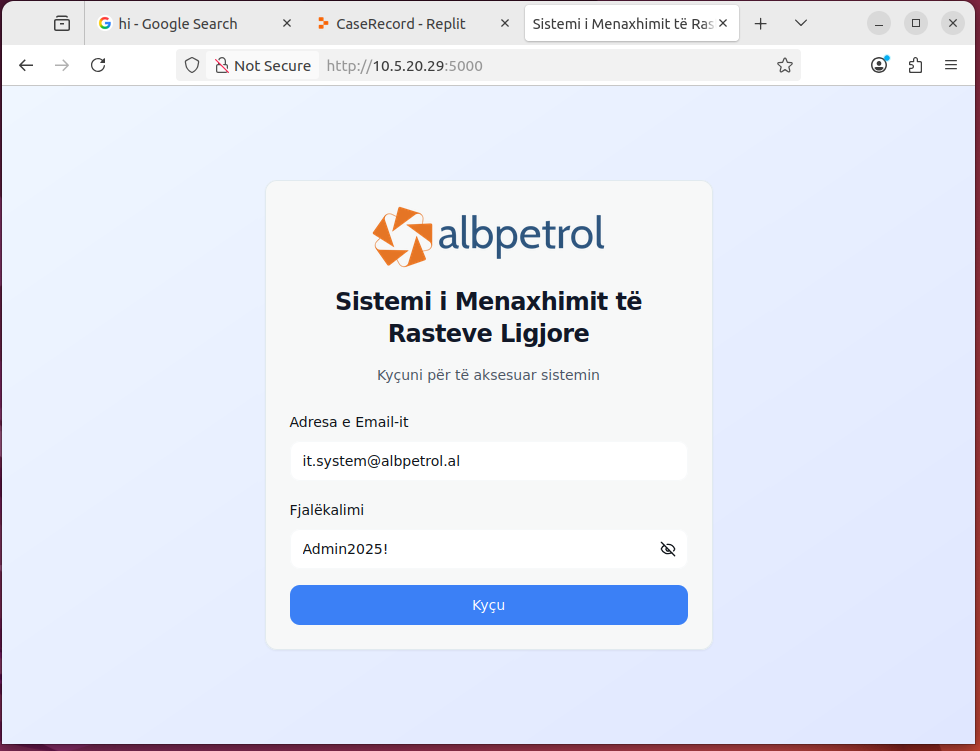 hi - Google Search
CaseRecord - Replit
Sistemi i Menaxhimit të Ras
Not Secure
http://10.5.20.29:5000
albpetrol
Sistemi i Menaxhimit të
Rasteve Ligjore
Kyçuni për të aksesuar sistemin
Adresa e Email-it
it.system@albpetrol.al
Fjalëkalimi
Admin2025!
Kyçu